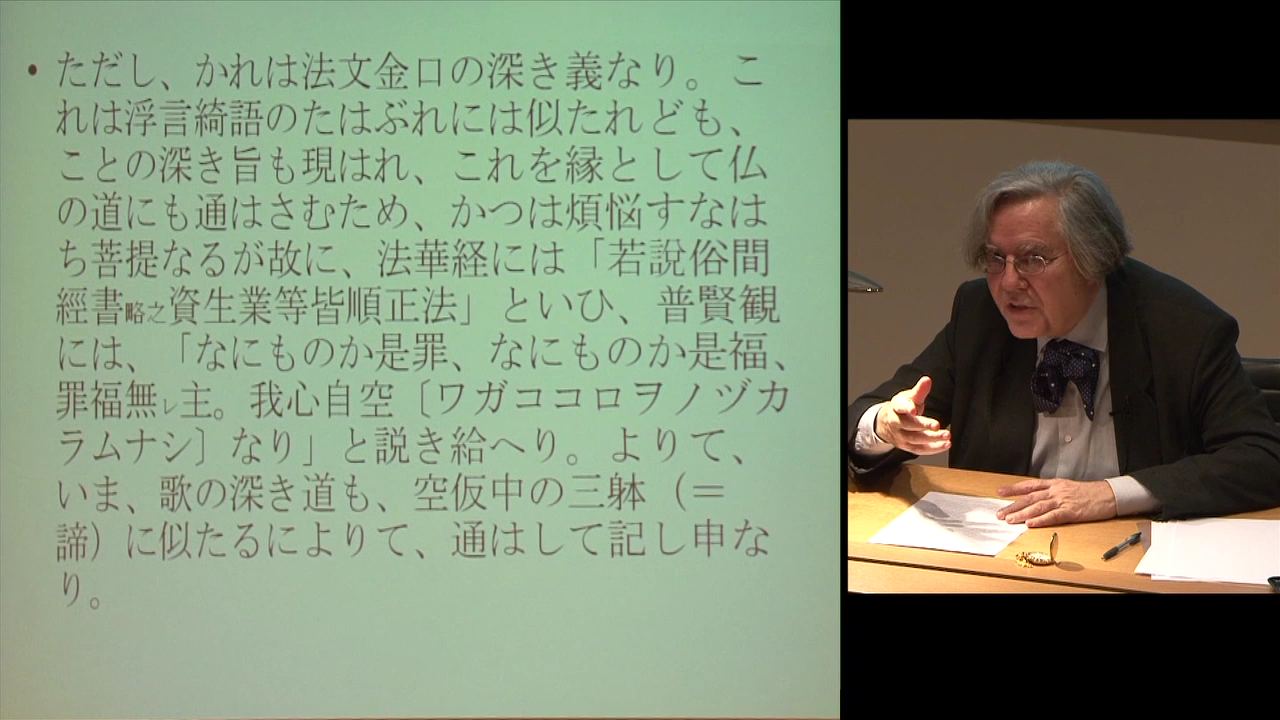 • ただし、かれは法文金口の深き義なり。 こ
れは浮言綺語のたはぶれには似たれども、
ことの深き旨も現はれ、これを縁として仏
の道にも通はさむため、かつは煩悩すなは
ち菩提なるが故に、法華経には「若説俗間
經書略之資生業等皆順正法」といひ、普賢観
には、「なにものか是罪、なにものか是福、
罪福無レ主。我心自空〔ワガココロヲノヅカ
ラムナシ〕なり」と説き給へり。よりて、
いま、歌の深き道も、空仮中の三躰（＝
諦）に似たるによりて、通はして記し申な
り。